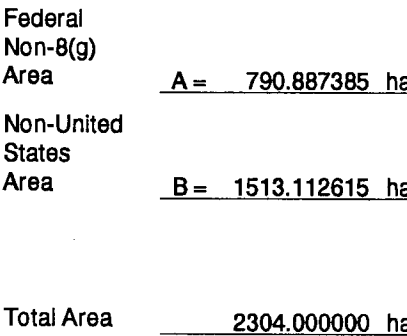 Federal
Non-8(g)
Area A = 790.887385 ha
Non-United
States
Area B = 1513.112615 ha
Total Area 2304.000000 ha